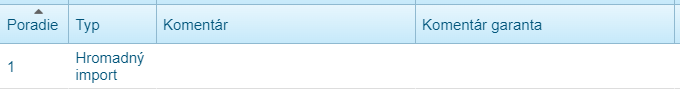 Poradie Typ Komentár Komentár garanta
1 Hromadný
import